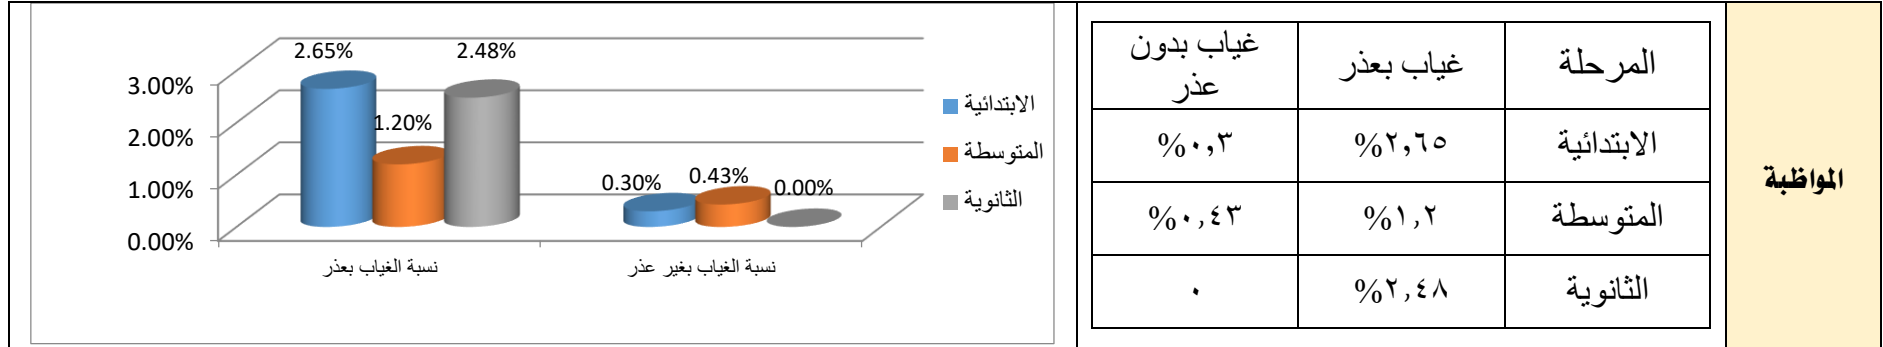 المواظبة
المرحلة
غياب بعذر
غياب بدون
عذر
الابتدائية
%٢,٦٥
%٠,٣
المتوسطة
%١,٢
%٠,٤٣
الثانوية
%٢,٤٨
٠
3.00%
2.00%
1.00%
0.00%
2.65%
1.20%
2.48%
0.30%
0.43%
0.00%
نسبة الغياب بعذر
نسبة الغياب بغير عذر
الابتدائية
المتوسطة
الثانوية